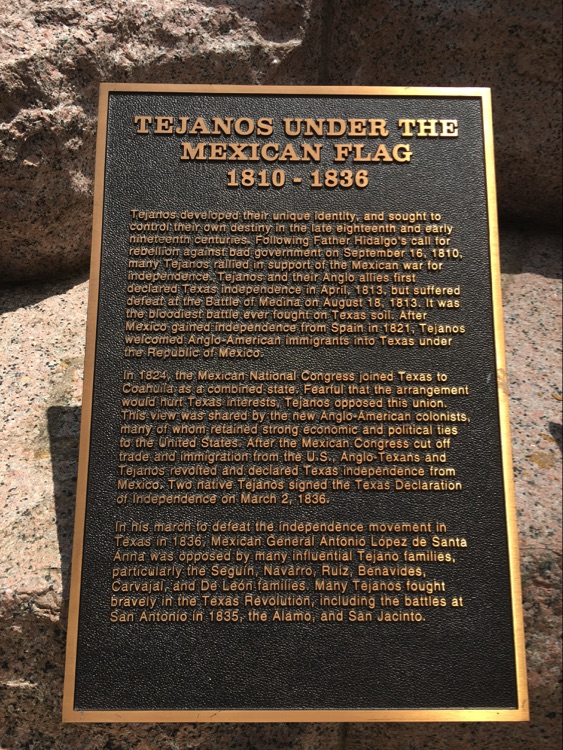 TEJANOS UNDER THE
MEXICAN FLAG
1810 - 1836
Tejanos developed their unique identity, and sought to
control their own destiny in the late eighteenth and early
nineteenth centuries. Following Father Hidalgo's call for
rebellion against bad government on September 16, 1810,
many Tejanos rallied in support of the Mexican war for
independence. Tejanos and their Anglo allies first
declared Texas independence in April, 1813, but suffered
defeat at the Battle of Medina on August 18, 1813. It was
the bloodiest battle ever fought on Texas soil. After
Mexico gained independence from Spain in 1821, Tejanos
welcomed Anglo-American immigrants into Texas under
the Republic of Mexico.
In 1824, the Mexican National Congress joined Texas to
Coahuila as a combined state. Fearful that the arrangement
would hurt Texas interests, Tejanos opposed this union.
This view was shared by the new Anglo-American colonists,
many of whom retained strong economic and political ties
to the United States. After the Mexican Congress cut off
trade and immigration from the U.S., Anglo-Texans and
Tejanos revolted and declared Texas independence from
Mexico. Two native Tejanos signed the Texas Declaration
of Independence on March 2, 1836.
In his march to defeat the independence movement in
Texas in 1836, Mexican General Antonio López de Santa
Anna was opposed by many influential Tejano families,
particularly the Seguín, Navarro, Ruiz, Benavides,
Carvajal, and De León families. Many Tejanos fought
bravely in the Texas Revolution, including the battles at
San Antonio in 1835, the Alamo, and San Jacinto.